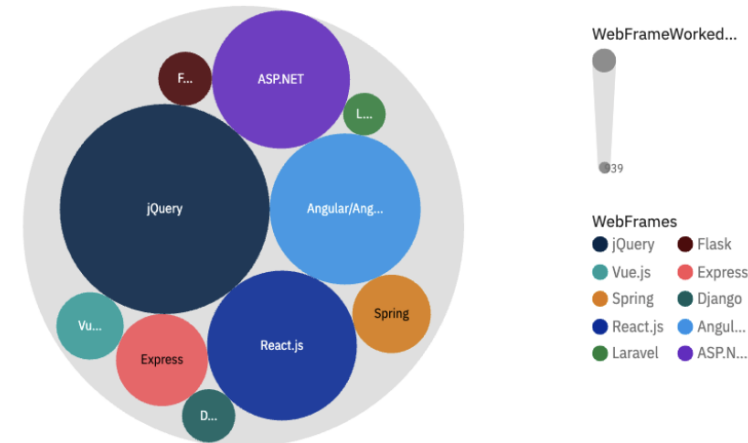 F...
ASP.NET
L...
jQuery
Angular/Ang...
Vu...
Express
React.js
Spring
D...
WebFrameWorked...
39
WebFrames
jQuery Flask
Vue.js Express
Spring Django
React.js Angul...
Laravel ASP.N...